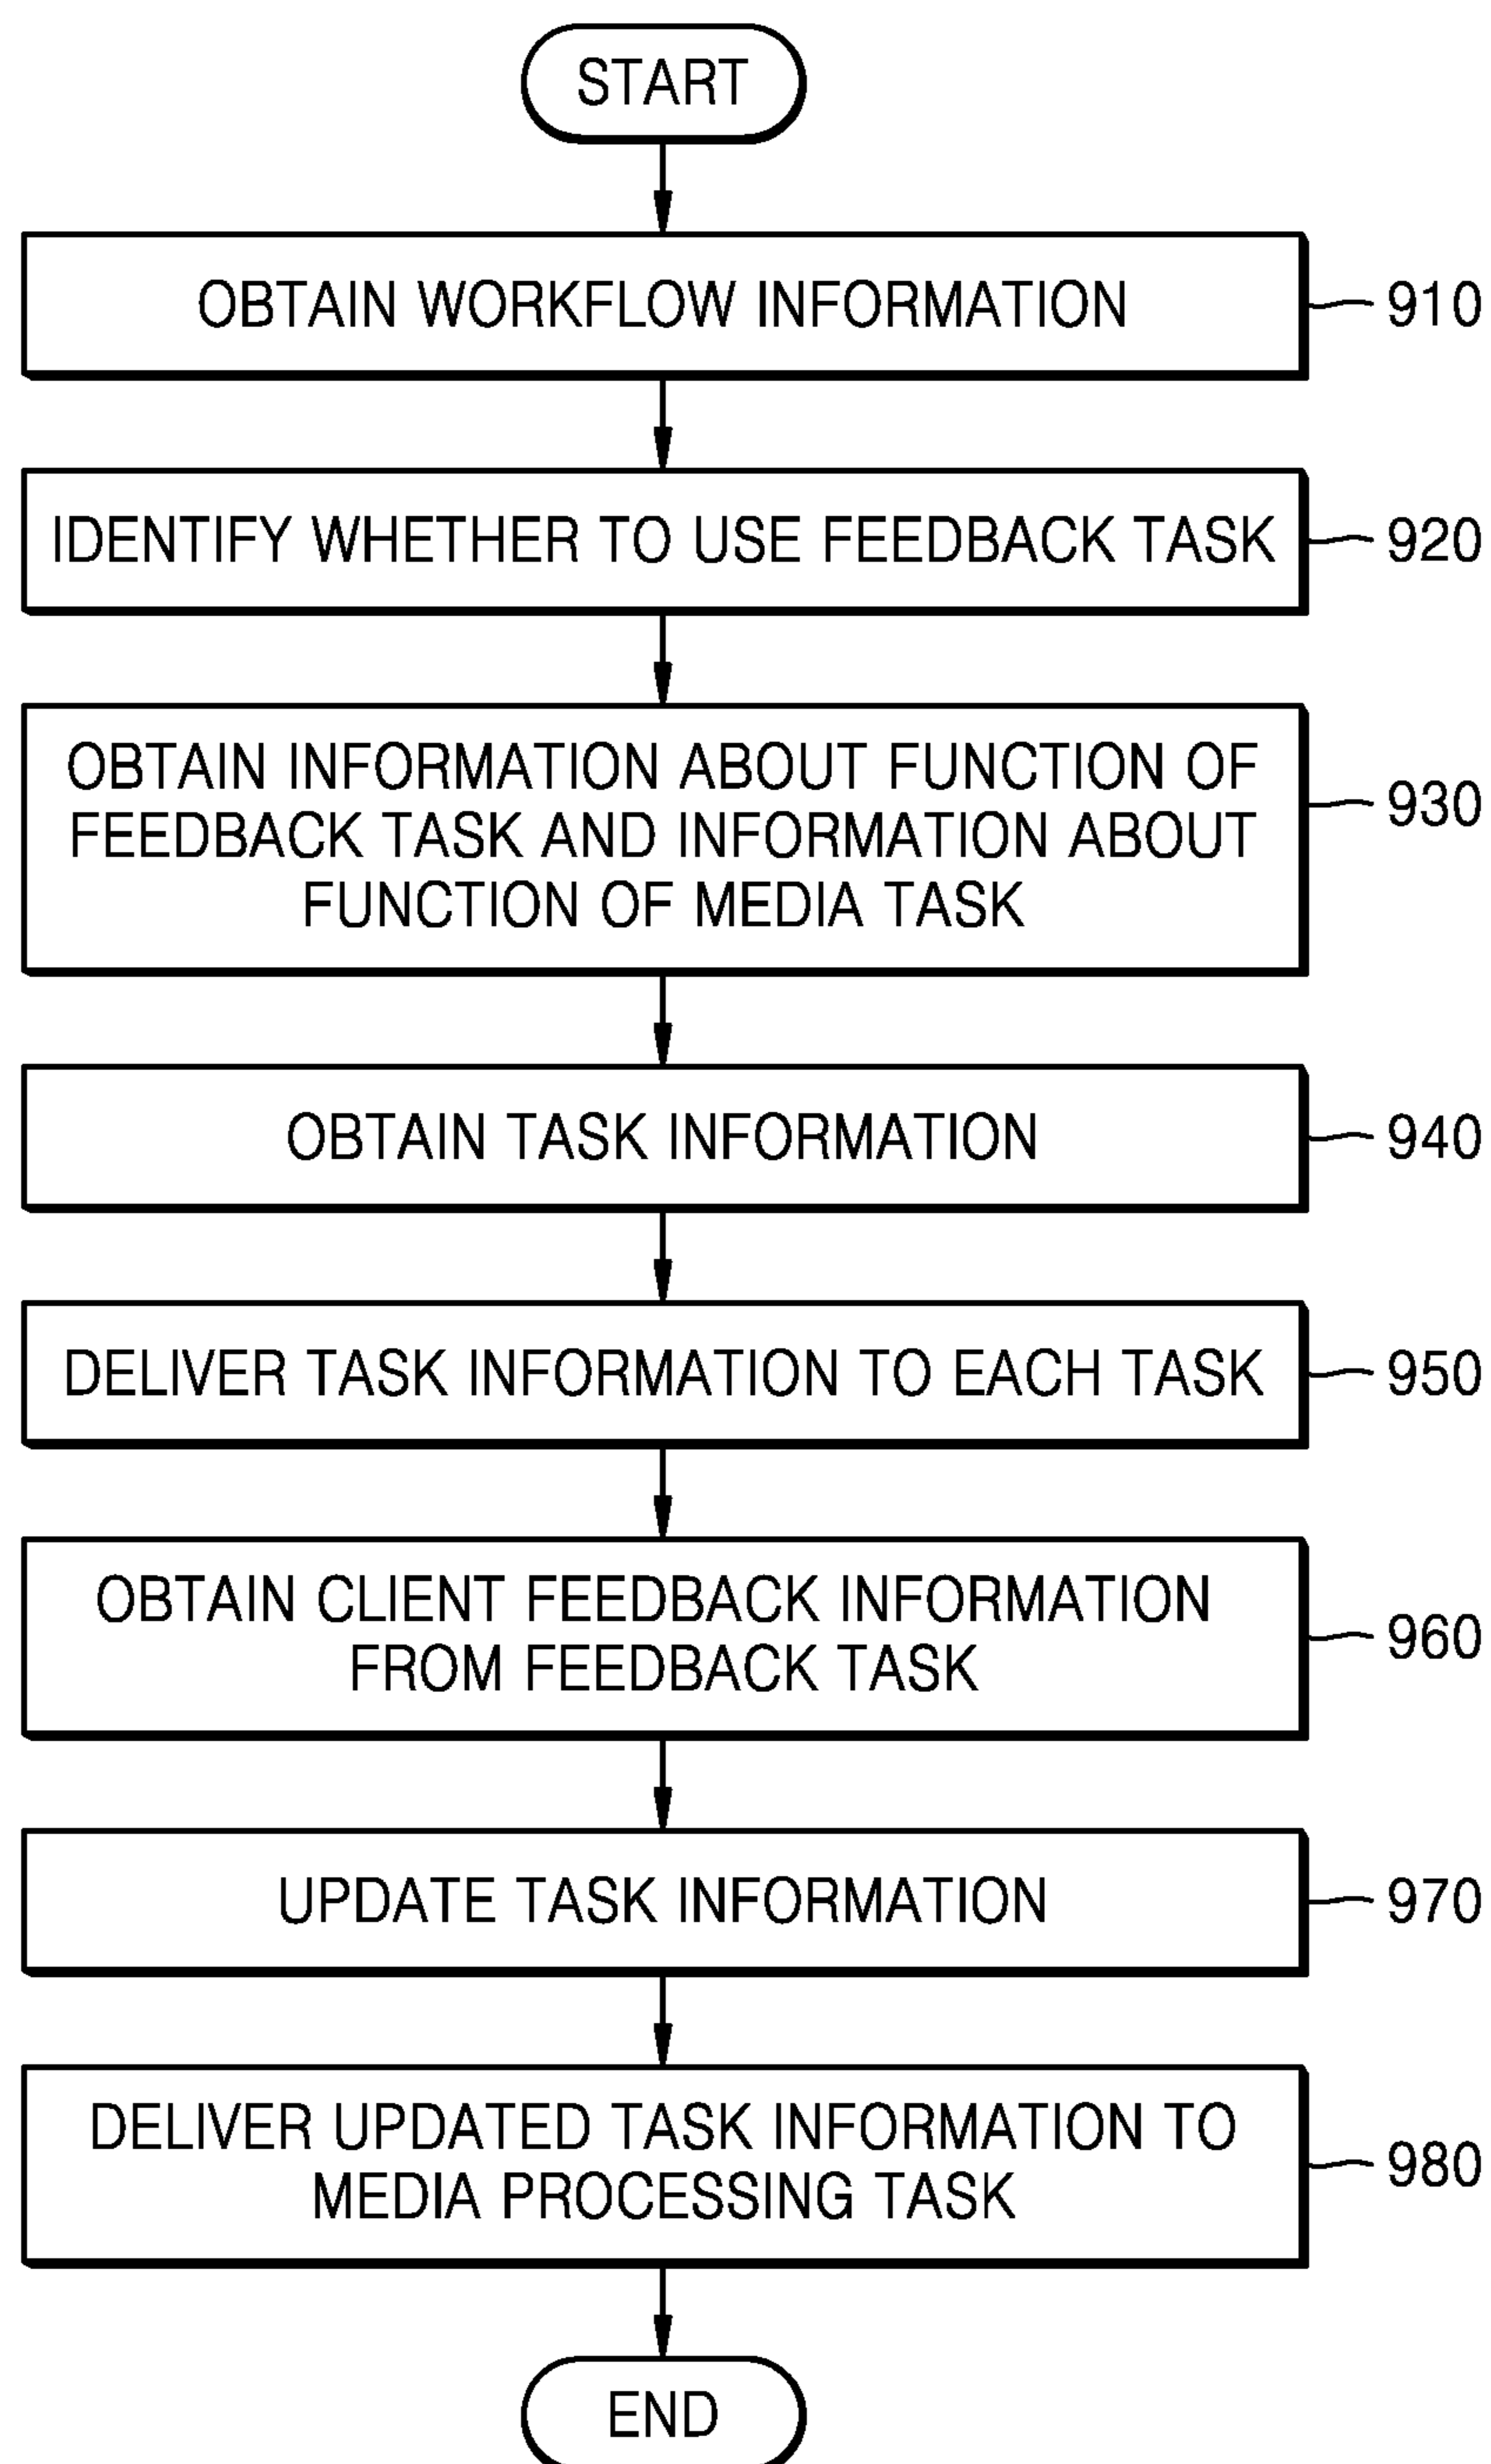 START
OBTAIN WORKFLOW INFORMATION
910
IDENTIFY WHETHER TO USE FEEDBACK TASK
920
OBTAIN INFORMATION ABOUT FUNCTION OF
FEEDBACK TASK AND INFORMATION ABOUT
FUNCTION OF MEDIA TASK
930
OBTAIN TASK INFORMATION
940
DELIVER TASK INFORMATION TO EACH TASK
950
OBTAIN CLIENT FEEDBACK INFORMATION
FROM FEEDBACK TASK
960
UPDATE TASK INFORMATION
970
DELIVER UPDATED TASK INFORMATION TO
MEDIA PROCESSING TASK
980
END